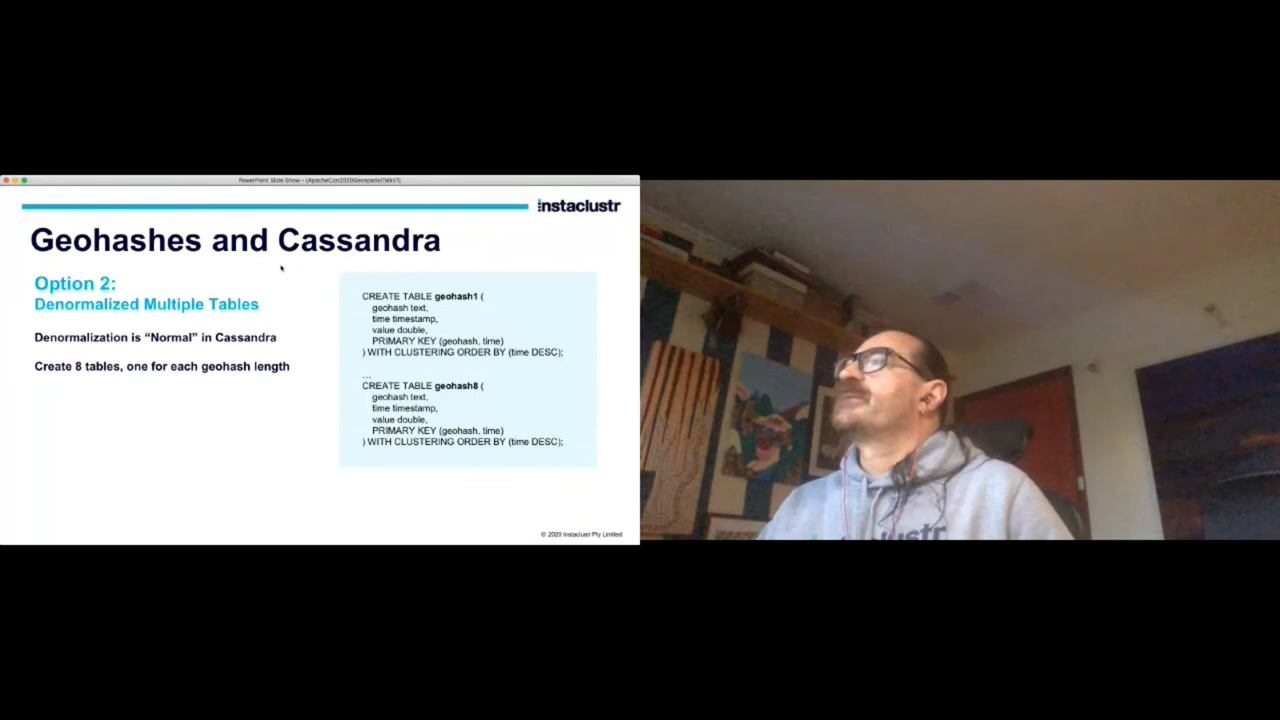 PowerPoint Slide Show - [ApacheCon2020GeospatialTalkV1]
instaclustr
Geohashes and Cassandra
Option 2:
Denormalized Multiple Tables
Denormalization is “Normal” in Cassandra
Create 8 tables, one for each geohash length
CREATE TABLE geohash1 (
geohash text,
time timestamp,
value double,
PRIMARY KEY (geohash, time)
) WITH CLUSTERING ORDER BY (time DESC);
...
CREATE TABLE geohash8 (
geohash text,
time timestamp,
value double,
PRIMARY KEY (geohash, time)
) WITH CLUSTERING ORDER BY (time DESC);
© 2020 Instaclustr Pty Limited